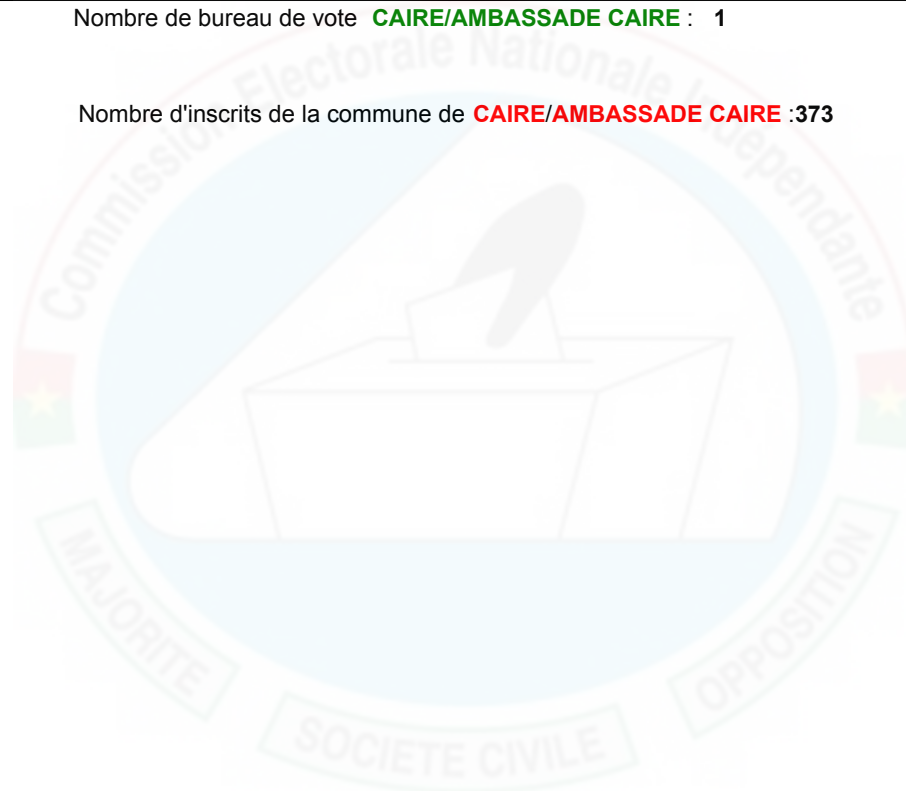 Nombre de bureau de vote CAIRE/AMBASSADE CAIRE : 1
Nombre d'inscrits de la commune de CAIRE/AMBASSADE CAIRE :373
Commission Electorale Nationale Independante
MAJORITE
SOCIETE CIVILE
OPPOSITION